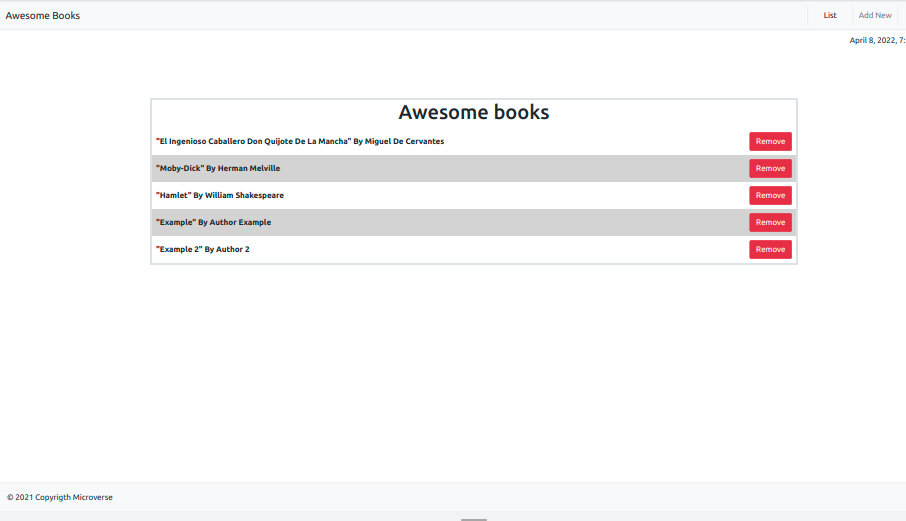 Awesome Books List Add New
April 8, 2022, 7:
Awesome books
"El Ingenioso Caballero Don Quijote De La Mancha" By Miguel De Cervantes Remove
"Moby-Dick" By Herman Melville Remove
"Hamlet" By William Shakespeare Remove
"Example" By Author Example Remove
"Example 2" By Author 2 Remove
© 2021 Copyrigth Microverse